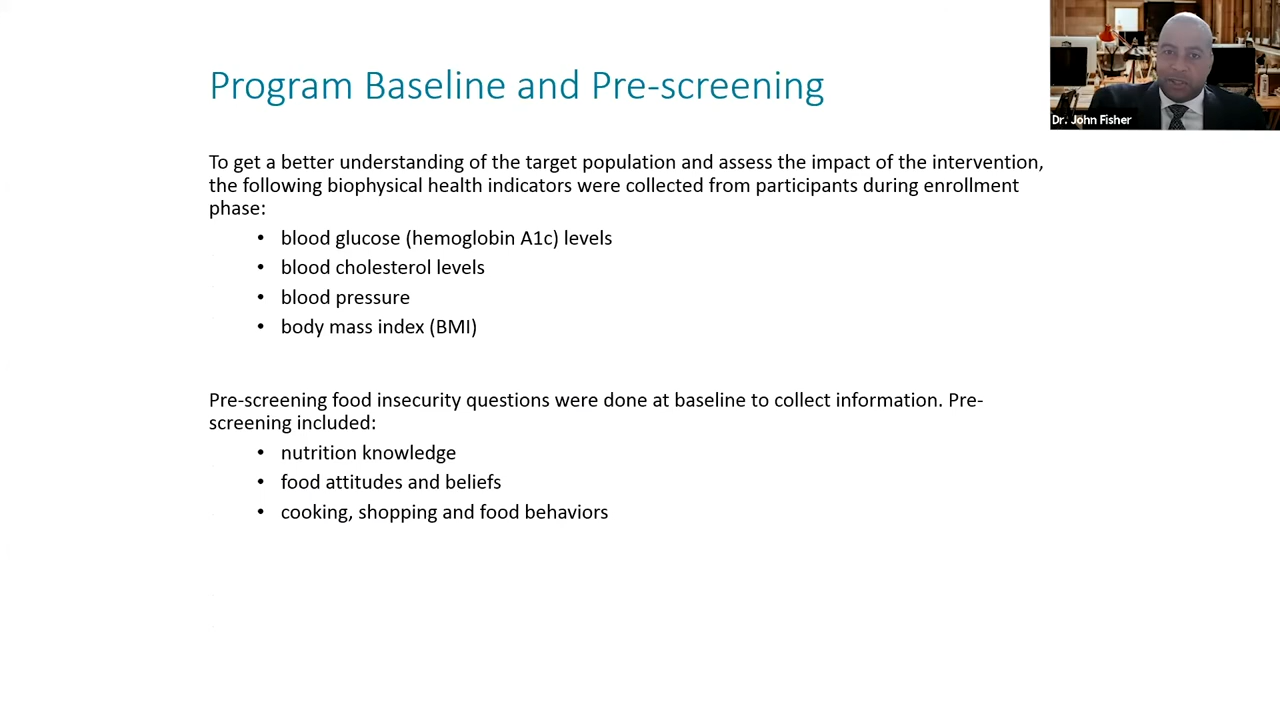 Program Baseline and Pre-screening
Dr. John Fisher
To get a better understanding of the target population and assess the impact of the intervention,
the following biophysical health indicators were collected from participants during enrollment
phase:
• blood glucose (hemoglobin A1c) levels
• blood cholesterol levels
• blood pressure
• body mass index (BMI)
Pre-screening food insecurity questions were done at baseline to collect information. Pre-
screening included:
• nutrition knowledge
• food attitudes and beliefs
• cooking, shopping and food behaviors